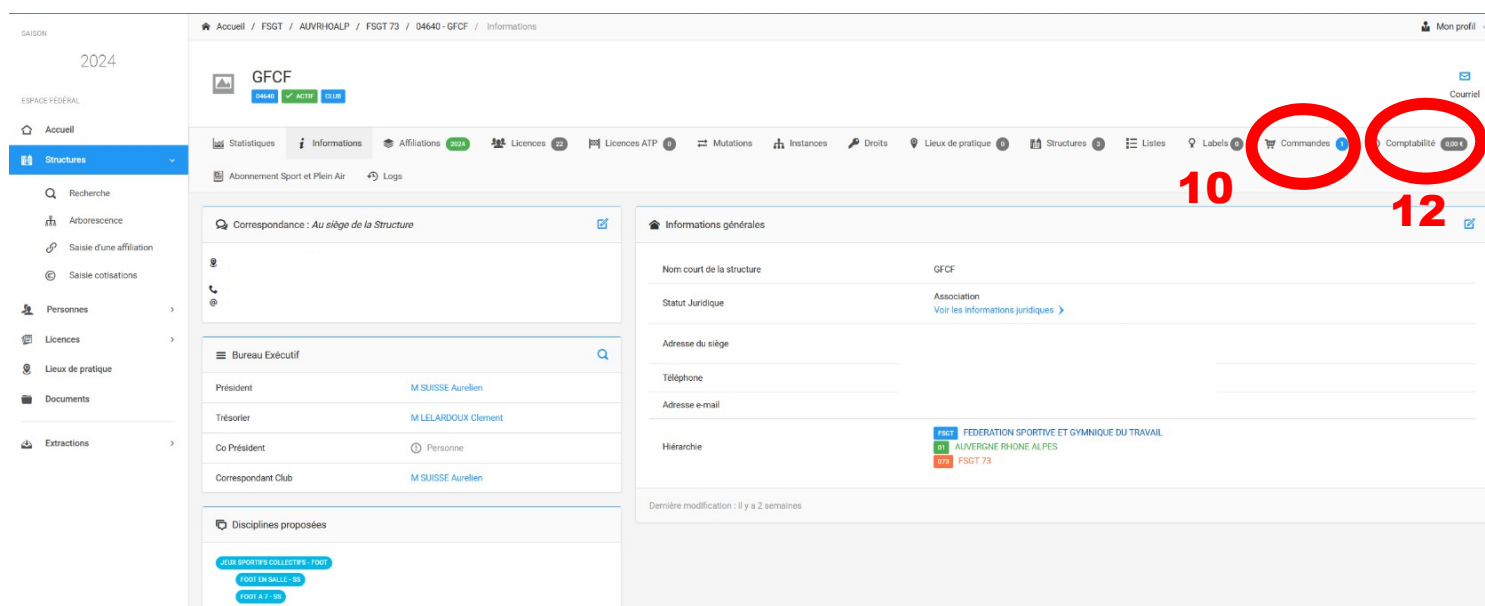 SAISON
2024
ESPACE FÉDÉRAL
Accueil
Structures
Recherche
Arborescence
Saisie d'une affiliation
Saisie cotisations
Personnes
Licences
Lieux de pratique
Documents
Extractions
Accueil / FSGT / AUVRHOALP / FSGT 73 / 04640 - GFCF / Informations
Mon profil
GFCF
04640 ACTIF CLUB
Courriel
Statistiques Informations Affiliations 2024 Licences 22 Licences ATP 0 Mutations Instances Droits Lieux de pratique 0 Structures 3 Listes Labels 0 Commandes 1 Comptabilité 0,00 €
Abonnement Sport et Plein Air Logs
10
12
Correspondance : Au siège de la Structure
@
Bureau Exécutif
Président M SUISSE Aurelien
Trésorier M LELARDOUX Clement
Co Président Personne
Correspondant Club M SUISSE Aurelien
Disciplines proposées
JEUX SPORTIFS COLLECTIFS - FOOT
FOOT EN SALLE - SS
FOOT A 7 - SS
Informations générales
Nom court de la structure GFCF
Statut Juridique Association
Voir les informations juridiques
Adresse du siège
Téléphone
Adresse e-mail
Hiérarchie FSGT FEDERATION SPORTIVE ET GYMNIQUE DU TRAVAIL
01 AUVERGNE RHONE ALPES
073 FSGT 73
Dernière modification : il y a 2 semaines